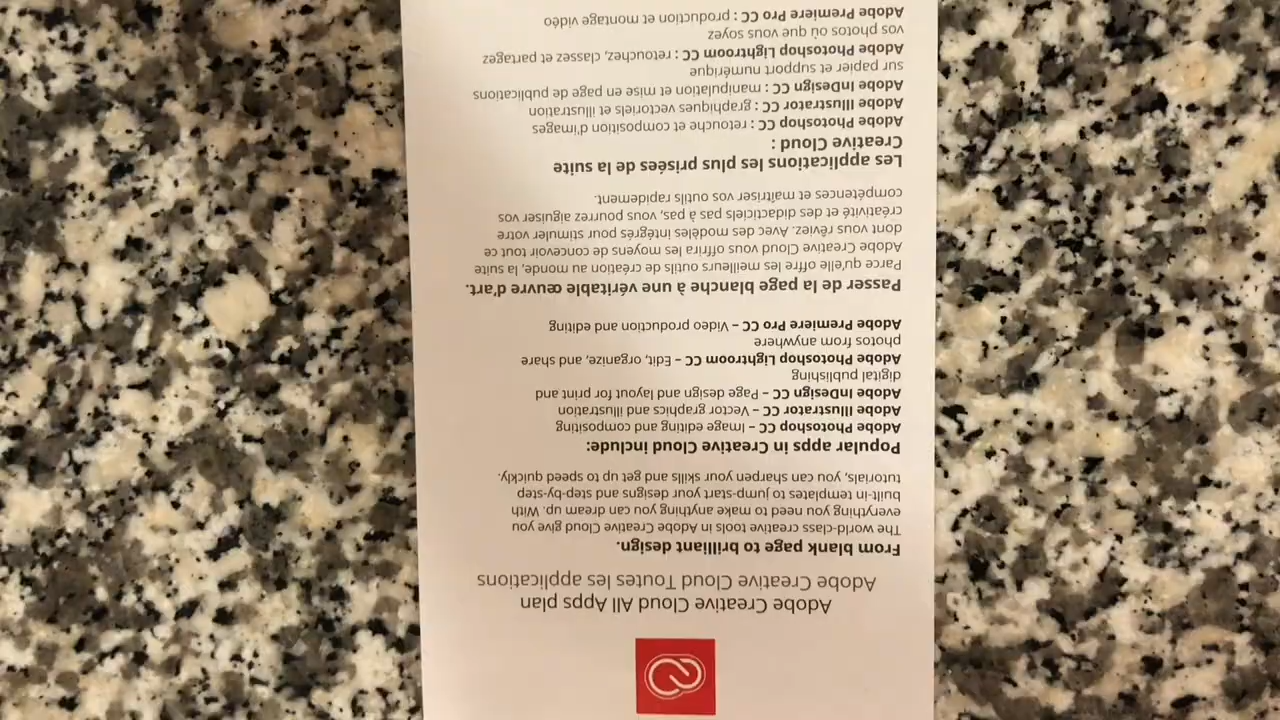 Adobe Creative Cloud All Apps plan
Adobe Creative Cloud Toutes les applications
From blank page to brilliant design.
The world-class creative tools in Adobe Creative Cloud give you
everything you need to make anything you can dream up. With
built-in templates to jump-start your designs and step-by-step
tutorials, you can sharpen your skills and get up to speed quickly.
Popular apps in Creative Cloud include:
Adobe Photoshop CC – Image editing and compositing
Adobe Illustrator CC – Vector graphics and illustration
Adobe InDesign CC – Page design and layout for print and
digital publishing
Adobe Photoshop Lightroom CC – Edit, organize, and share
photos from anywhere
Adobe Premiere Pro CC – Video production and editing
Passer de la page blanche à une véritable œuvre d'art.
Parce qu'elle offre les meilleurs outils de création au monde, la suite
Adobe Creative Cloud vous offrira les moyens de concevoir tout ce
dont vous rêviez. Avec des modèles intégrés pour stimuler votre
créativité et des didacticiels pas à pas, vous pourrez aiguiser vos
compétences et maîtriser vos outils rapidement.
Les applications les plus prisées de la suite
Creative Cloud :
Adobe Photoshop CC : retouche et composition d'images
Adobe Illustrator CC : graphiques vectoriels et illustration
Adobe InDesign CC : manipulation et mise en page de publications
sur papier et support numérique
Adobe Photoshop Lightroom CC : retouchez, classez et partagez
vos photos où que vous soyez
Adobe Premiere Pro CC : production et montage vidéo